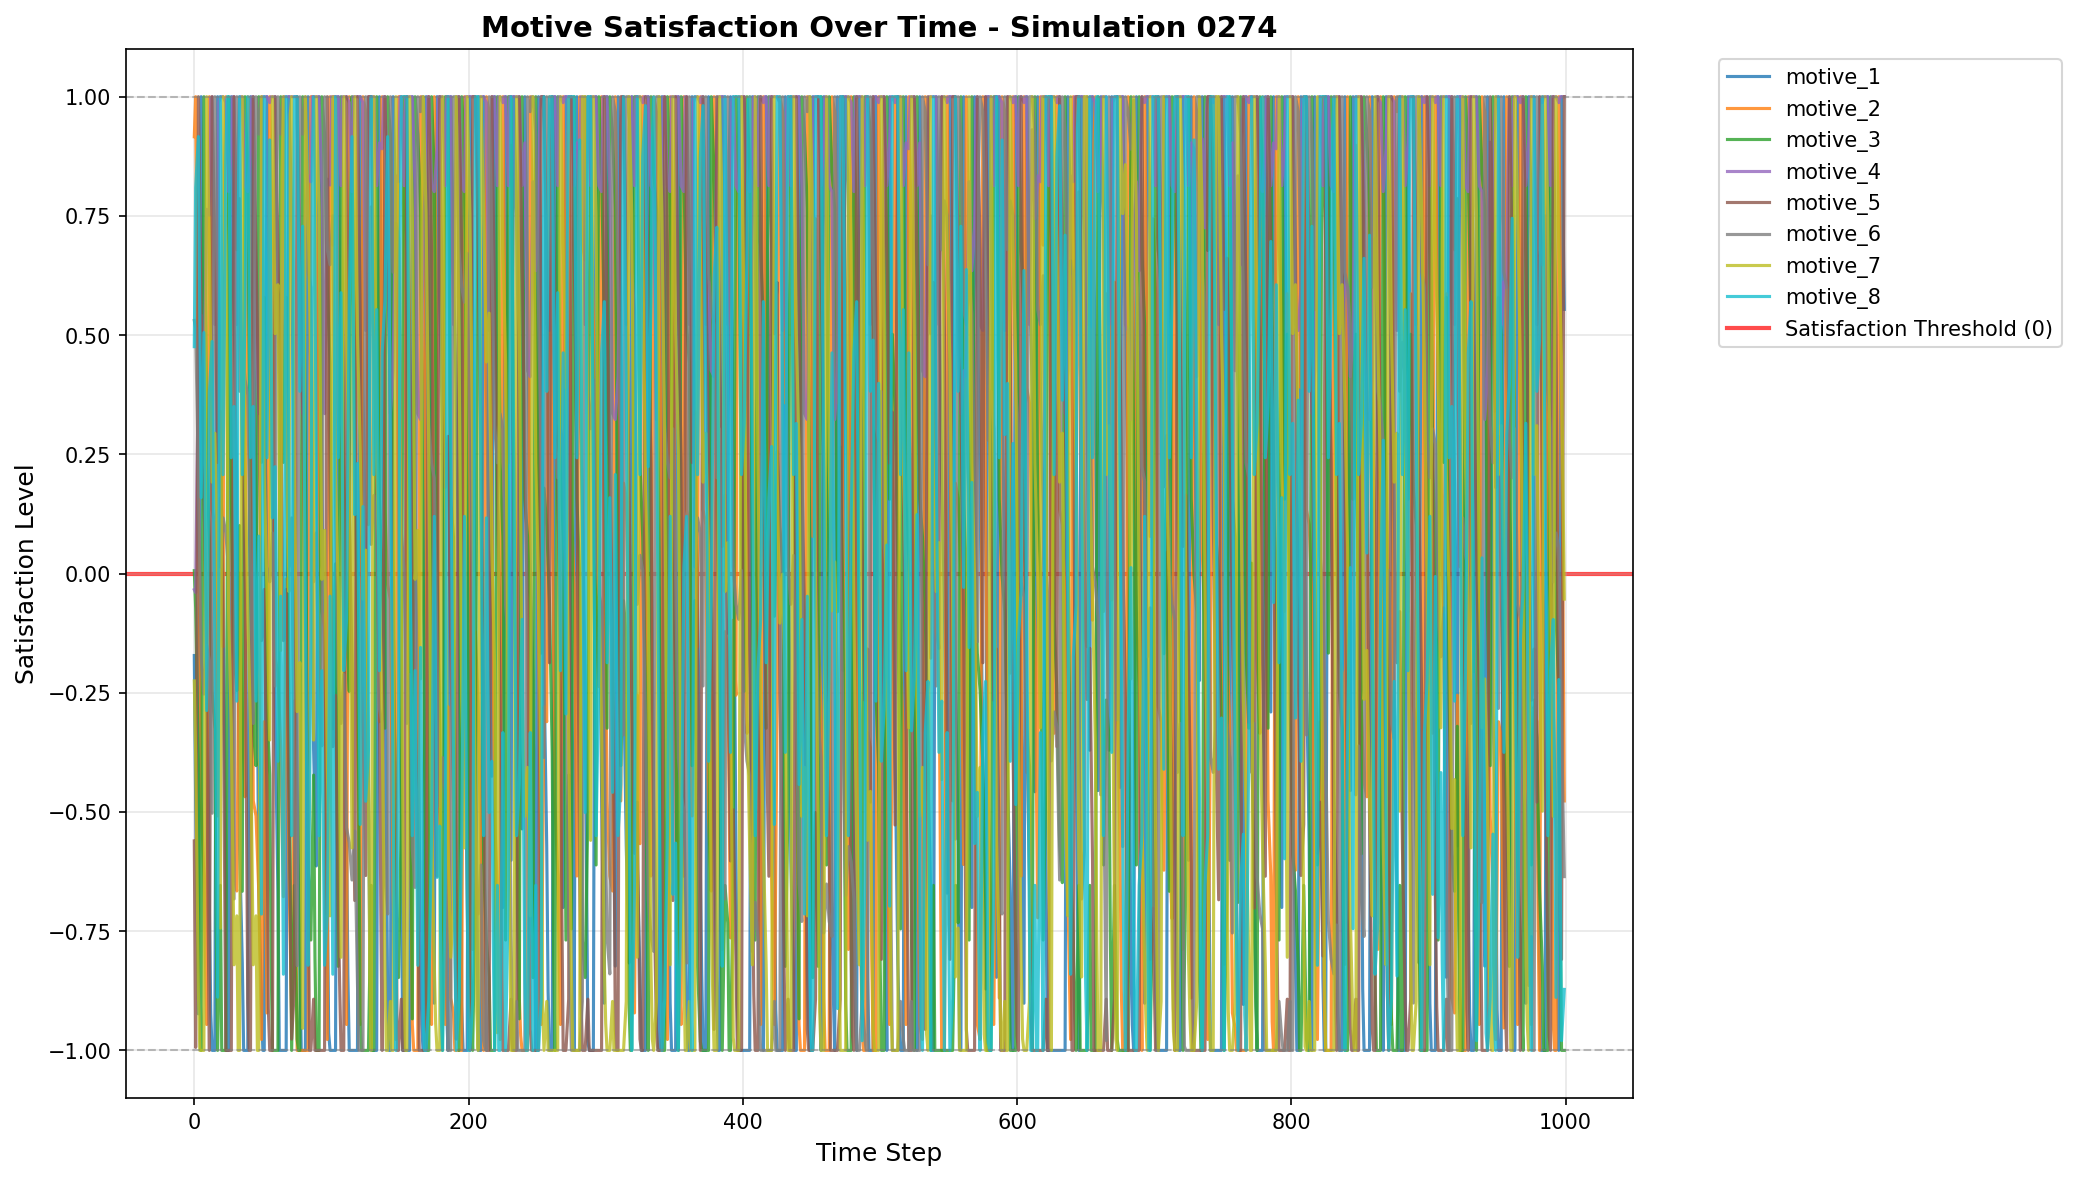 Motive Satisfaction Over Time - Simulation 0274
1.00
0.75
0.50
0.25
0.00
−0.25
−0.50
−0.75
−1.00
Satisfaction Level
0
200
400
600
800
1000
Time Step
motive_1
motive_2
motive_3
motive_4
motive_5
motive_6
motive_7
motive_8
Satisfaction Threshold (0)